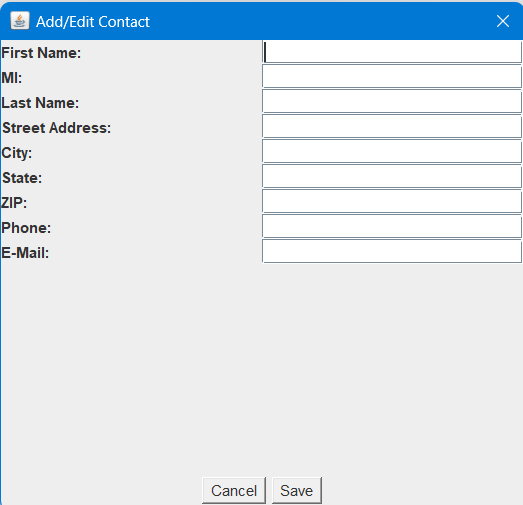 Add/Edit Contact
First Name:
MI:
Last Name:
Street Address:
City:
State:
ZIP:
Phone:
E-Mail:
Cancel Save